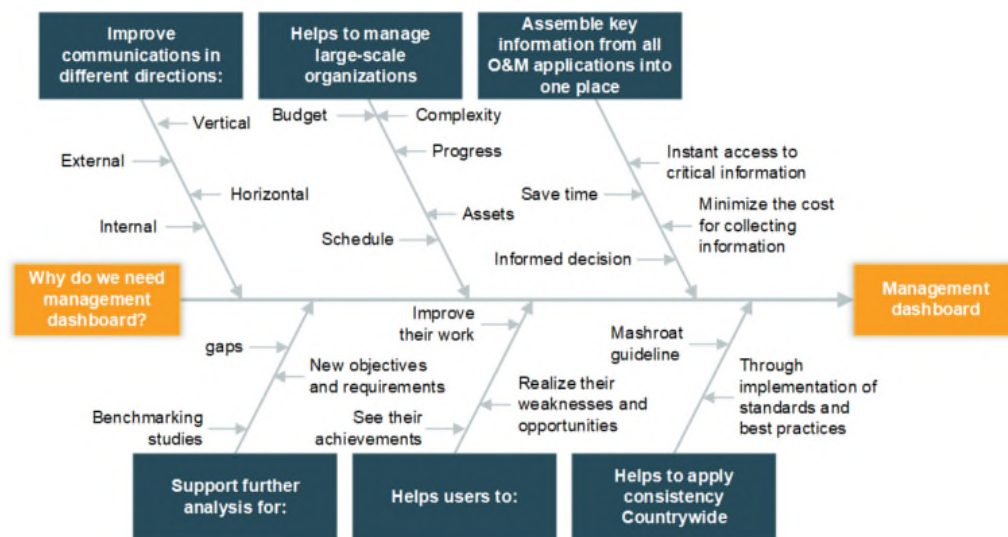 Improve
communications in
different directions:
Helps to manage
large-scale
organizations
Assemble key
information from all
O&M applications into
one place
Vertical
External
Horizontal
Internal
Budget
Complexity
Progress
Assets
Schedule
Instant access to
critical information
Save time
Minimize the cost
for collecting
information
Informed decision
Why do we need
management
dashboard?
Management
dashboard
gaps
New objectives
and requirements
Benchmarking
studies
Improve
their work
Realize their
weaknesses and
opportunities
See their
achievements
Mashroat
guideline
Through
implementation of
standards and
best practices
Support further
analysis for:
Helps users to:
Helps to apply
consistency
Countrywide